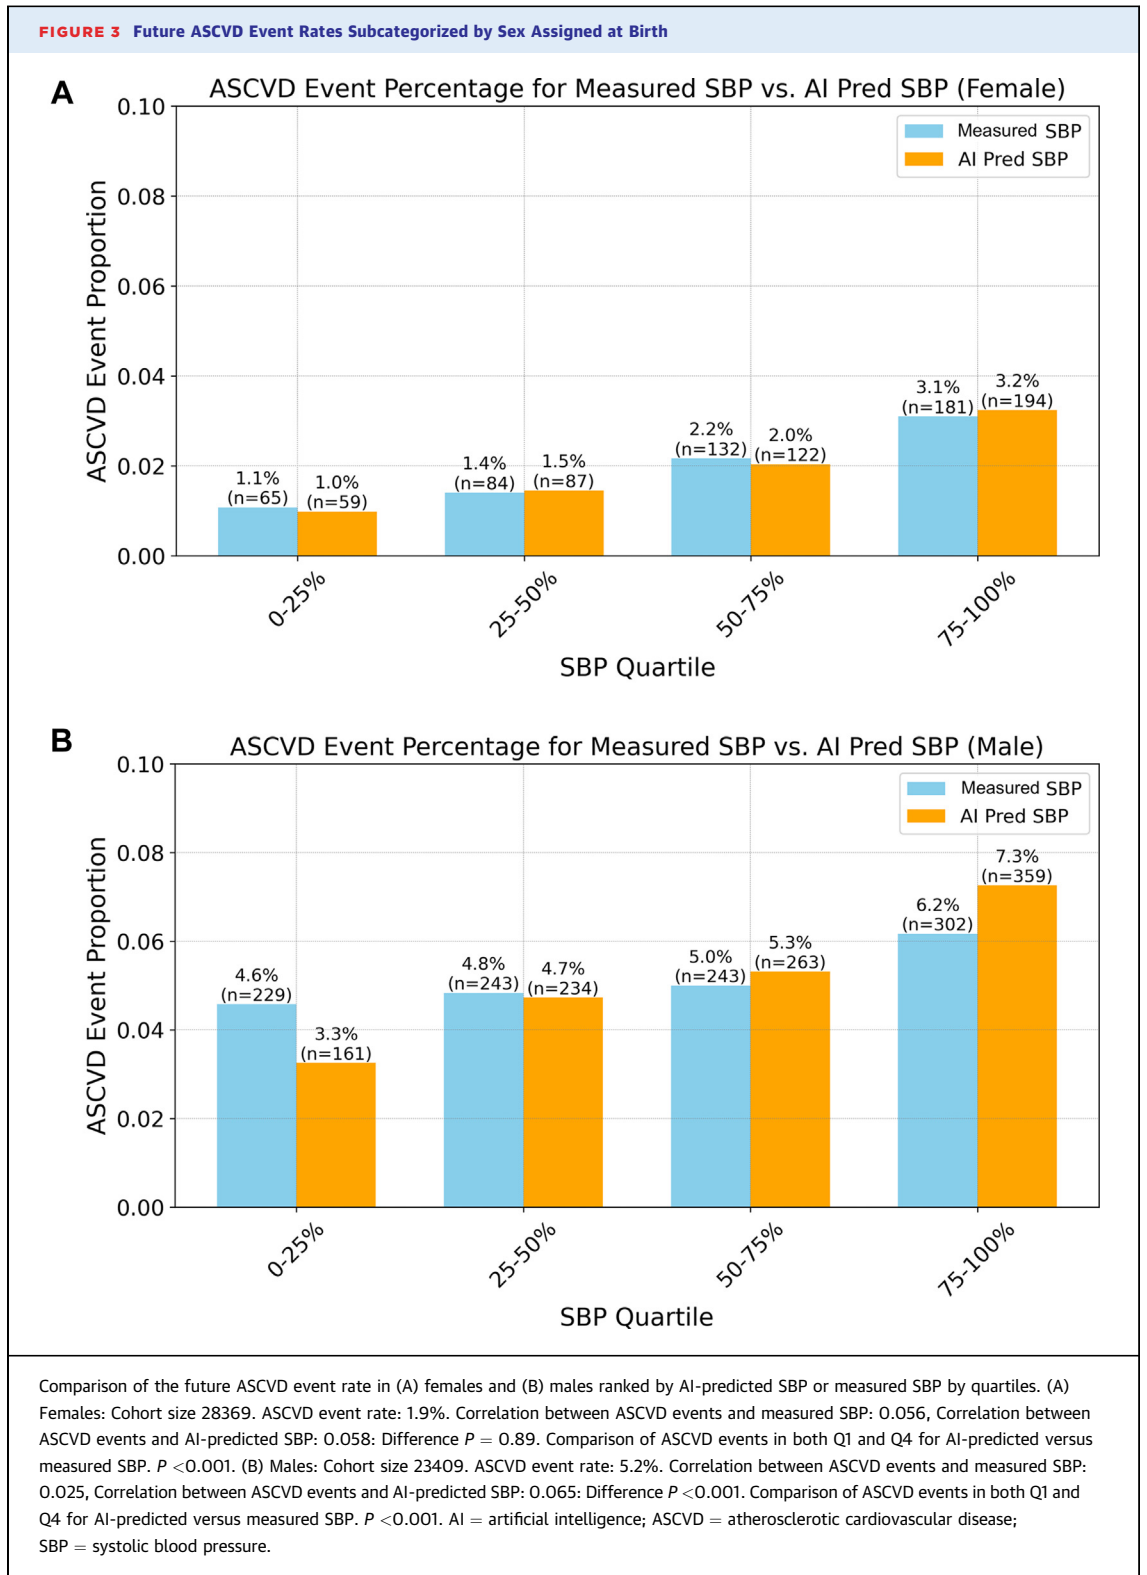 FIGURE 3 Future ASCVD Event Rates Subcategorized by Sex Assigned at Birth
A
ASCVD Event Percentage for Measured SBP vs. AI Pred SBP (Female)
Measured SBP
AI Pred SBP
ASCVD Event Proportion
0.10
0.08
0.06
0.04
0.02
0.00
1.1%
(n=65)
1.0%
(n=59)
1.4%
(n=84)
1.5%
(n=87)
2.2%
(n=132)
2.0%
(n=122)
3.1%
(n=181)
3.2%
(n=194)
0-25%
25-50%
50-75%
75-100%
SBP Quartile
B
ASCVD Event Percentage for Measured SBP vs. AI Pred SBP (Male)
Measured SBP
AI Pred SBP
ASCVD Event Proportion
0.10
0.08
0.06
0.04
0.02
0.00
4.6%
(n=229)
3.3%
(n=161)
4.8%
(n=243)
4.7%
(n=234)
5.0%
(n=243)
5.3%
(n=263)
6.2%
(n=302)
7.3%
(n=359)
0-25%
25-50%
50-75%
75-100%
SBP Quartile
Comparison of the future ASCVD event rate in (A) females and (B) males ranked by AI-predicted SBP or measured SBP by quartiles. (A)
Females: Cohort size 28369. ASCVD event rate: 1.9%. Correlation between ASCVD events and measured SBP: 0.056, Correlation between
ASCVD events and AI-predicted SBP: 0.058: Difference P = 0.89. Comparison of ASCVD events in both Q1 and Q4 for AI-predicted versus
measured SBP. P <0.001. (B) Males: Cohort size 23409. ASCVD event rate: 5.2%. Correlation between ASCVD events and measured SBP:
0.025, Correlation between ASCVD events and AI-predicted SBP: 0.065: Difference P <0.001. Comparison of ASCVD events in both Q1 and
Q4 for AI-predicted versus measured SBP. P <0.001. AI = artificial intelligence; ASCVD = atherosclerotic cardiovascular disease;
SBP = systolic blood pressure.